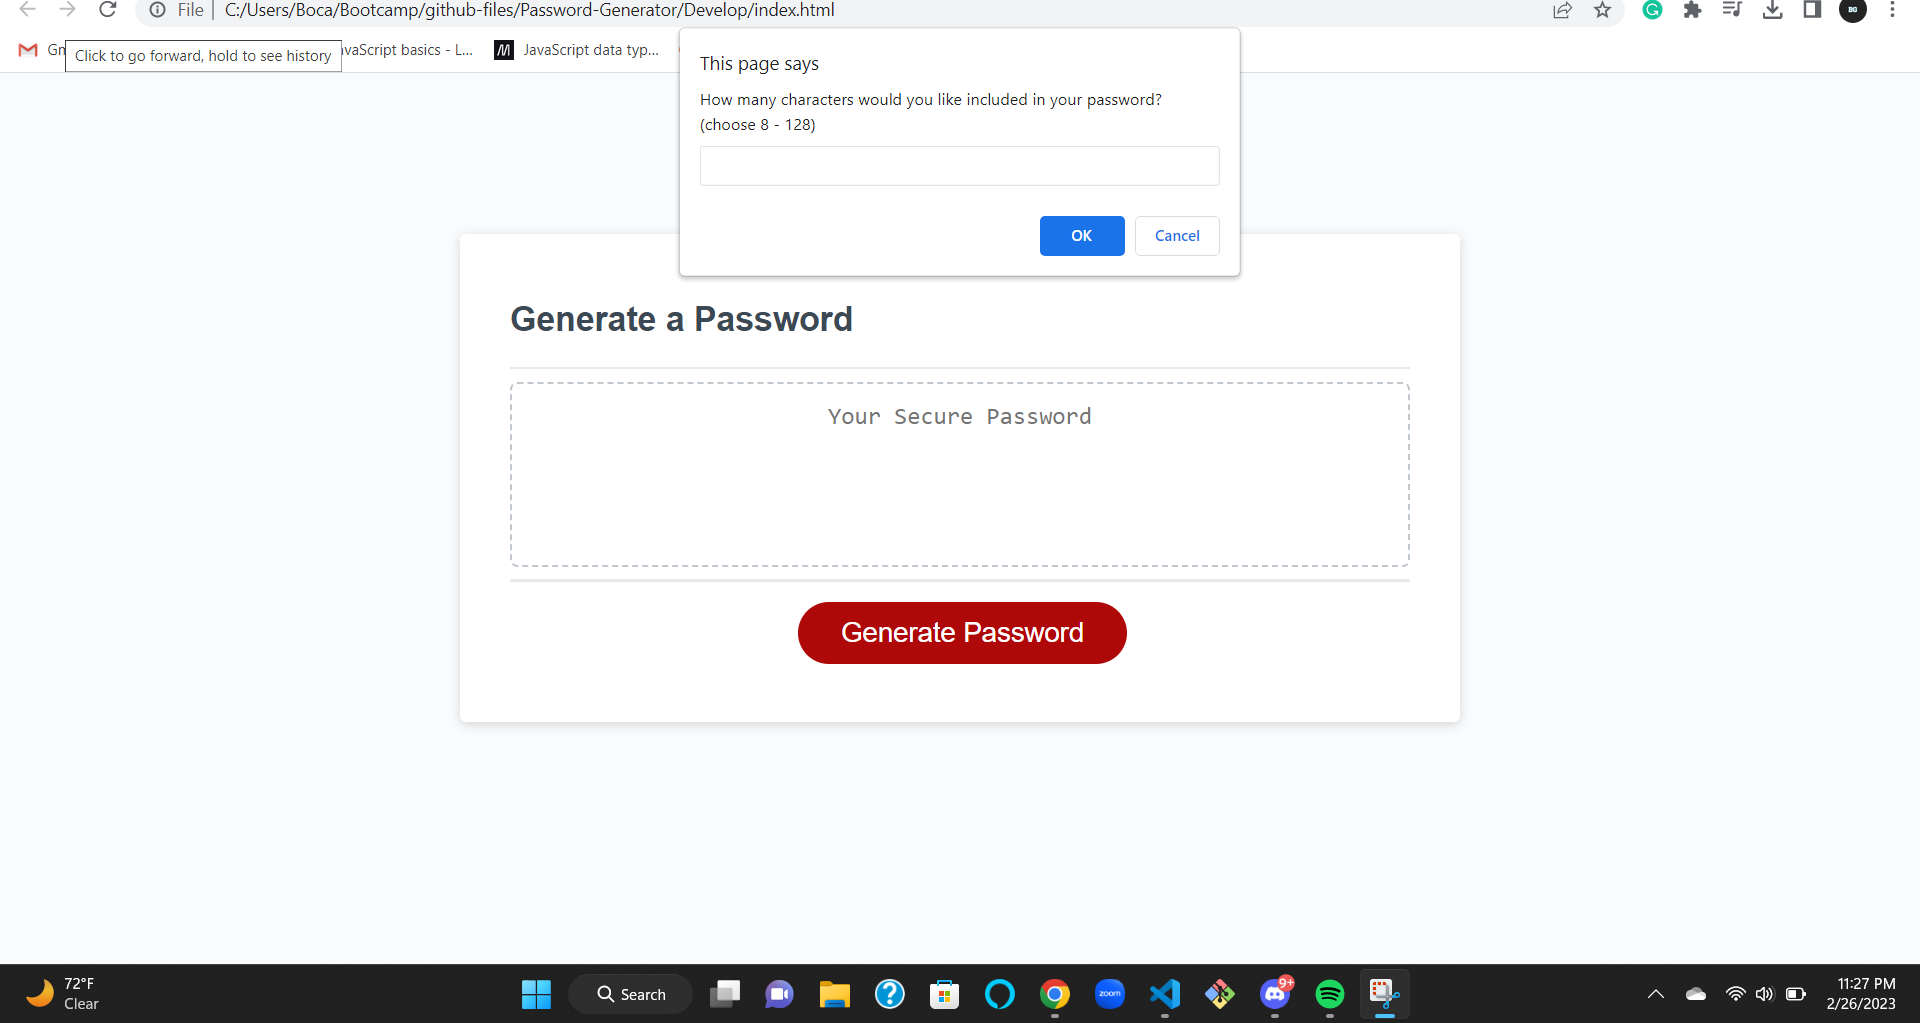 File
C:/Users/Boca/Bootcamp/github-files/Password-Generator/Develop/index.html
BG
Click to go forward, hold to see history
JavaScript data typ...
This page says
How many characters would you like included in your password?
(choose 8 - 128)
OK
Cancel
Generate a Password
Your Secure Password
Generate Password
72°F
Clear
Search
zoom
9+
11:27 PM
2/26/2023